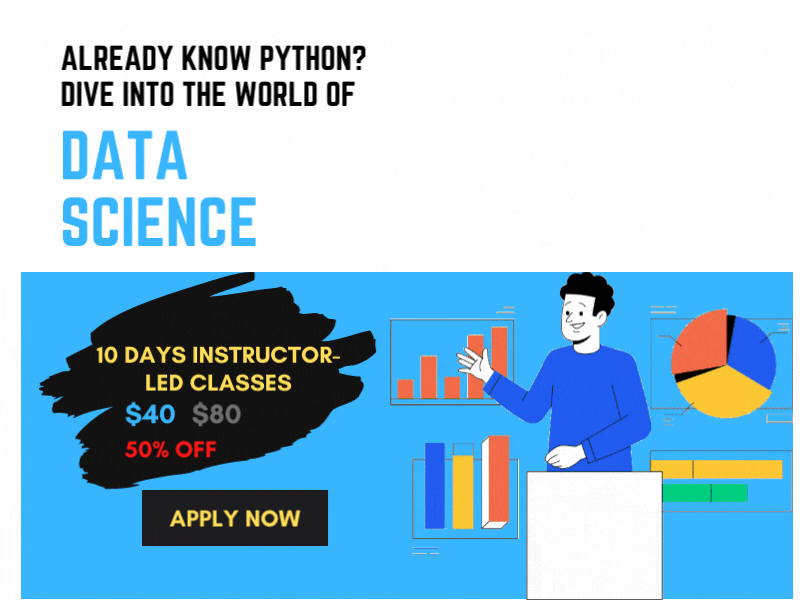 ALREADY KNOW PYTHON?
DIVE INTO THE WORLD OF
DATA
SCIENCE
10 DAYS INSTRUCTOR-
LED CLASSES
$40 $80
50% OFF
APPLY NOW